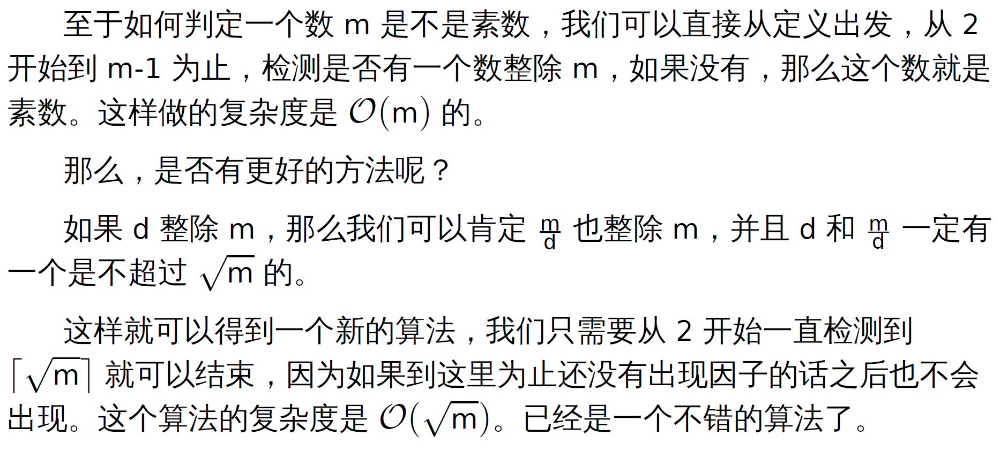 至于如何判定一个数 m 是不是素数，我们可以直接从定义出发，从 2
开始到 m-1 为止，检测是否有一个数整除 m，如果没有，那么这个数就是
素数。这样做的复杂度是 𝒪(m) 的。
那么，是否有更好的方法呢？
如果 d 整除 m，那么我们可以肯定 m/d 也整除 m，并且 d 和 m/d 一定有
一个是不超过 √m 的。
这样就可以得到一个新的算法，我们只需要从 2 开始一直检测到
⌈√m⌉ 就可以结束，因为如果到这里为止还没有出现因子的话之后也不会
出现。这个算法的复杂度是 𝒪(√m)。已经是一个不错的算法了。